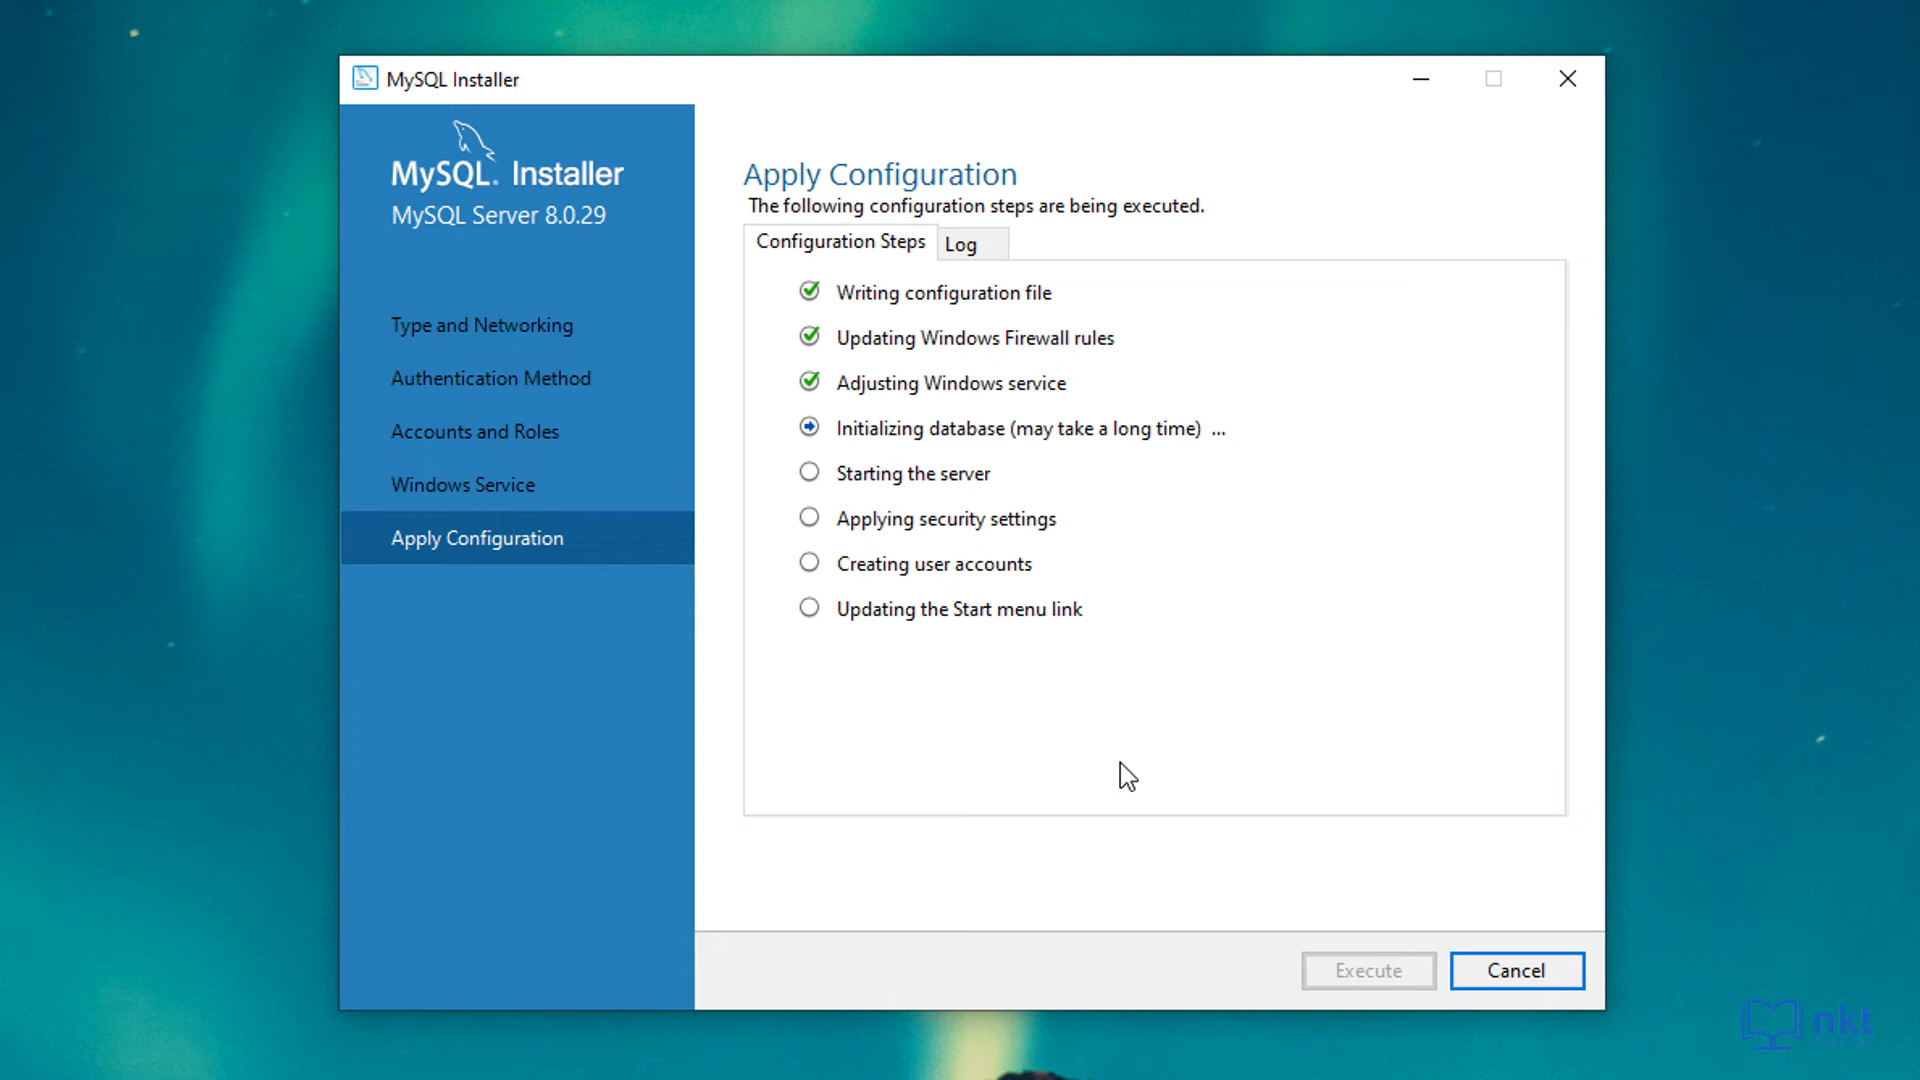 MySQL Installer
MySQL. Installer
MySQL Server 8.0.29
Type and Networking
Authentication Method
Accounts and Roles
Windows Service
Apply Configuration
Apply Configuration
The following configuration steps are being executed.
Configuration Steps
Log
Writing configuration file
Updating Windows Firewall rules
Adjusting Windows service
Initializing database (may take a long time) ...
Starting the server
Applying security settings
Creating user accounts
Updating the Start menu link
Execute
Cancel
nkt